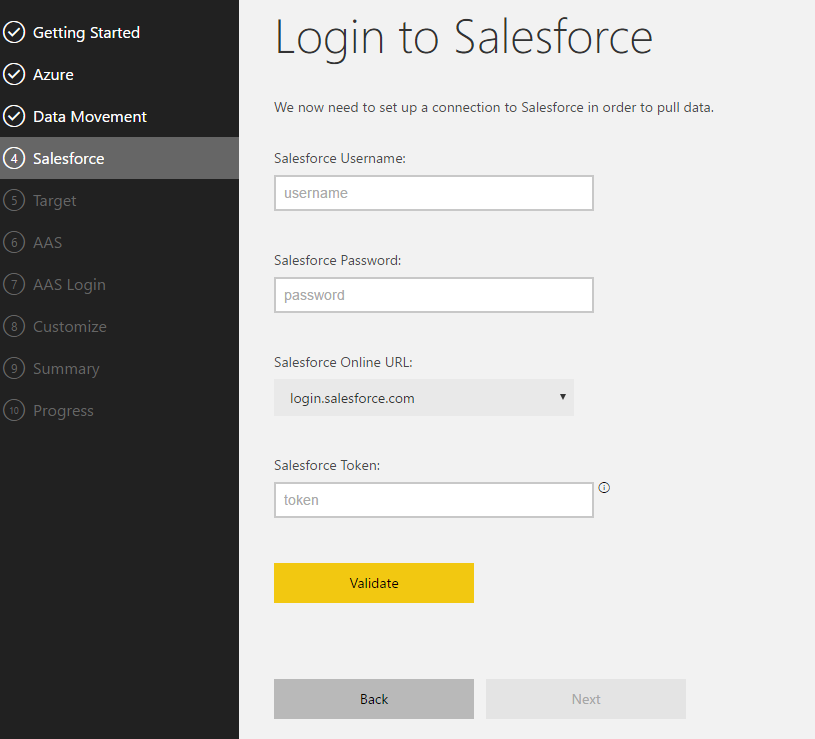 Getting Started
Azure
Data Movement
4 Salesforce
5 Target
6 AAS
7 AAS Login
8 Customize
9 Summary
10 Progress
Login to Salesforce
We now need to set up a connection to Salesforce in order to pull data.
Salesforce Username:
username
Salesforce Password:
password
Salesforce Online URL:
login.salesforce.com
Salesforce Token:
token
Validate
Back
Next